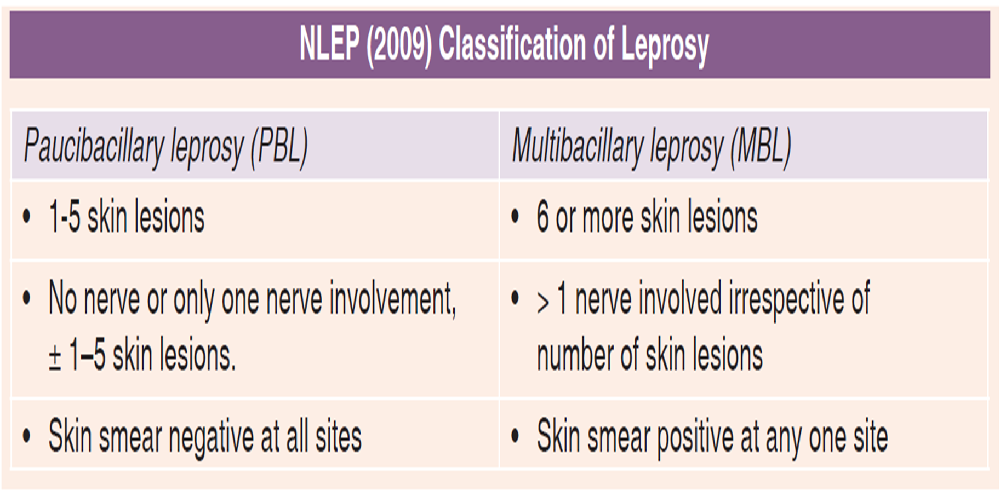 NLEP (2009) Classification of Leprosy
Paucibacillary leprosy (PBL)
Multibacillary leprosy (MBL)
• 1-5 skin lesions
• 6 or more skin lesions
• No nerve or only one nerve involvement,
± 1–5 skin lesions.
• > 1 nerve involved irrespective of
number of skin lesions
• Skin smear negative at all sites
• Skin smear positive at any one site